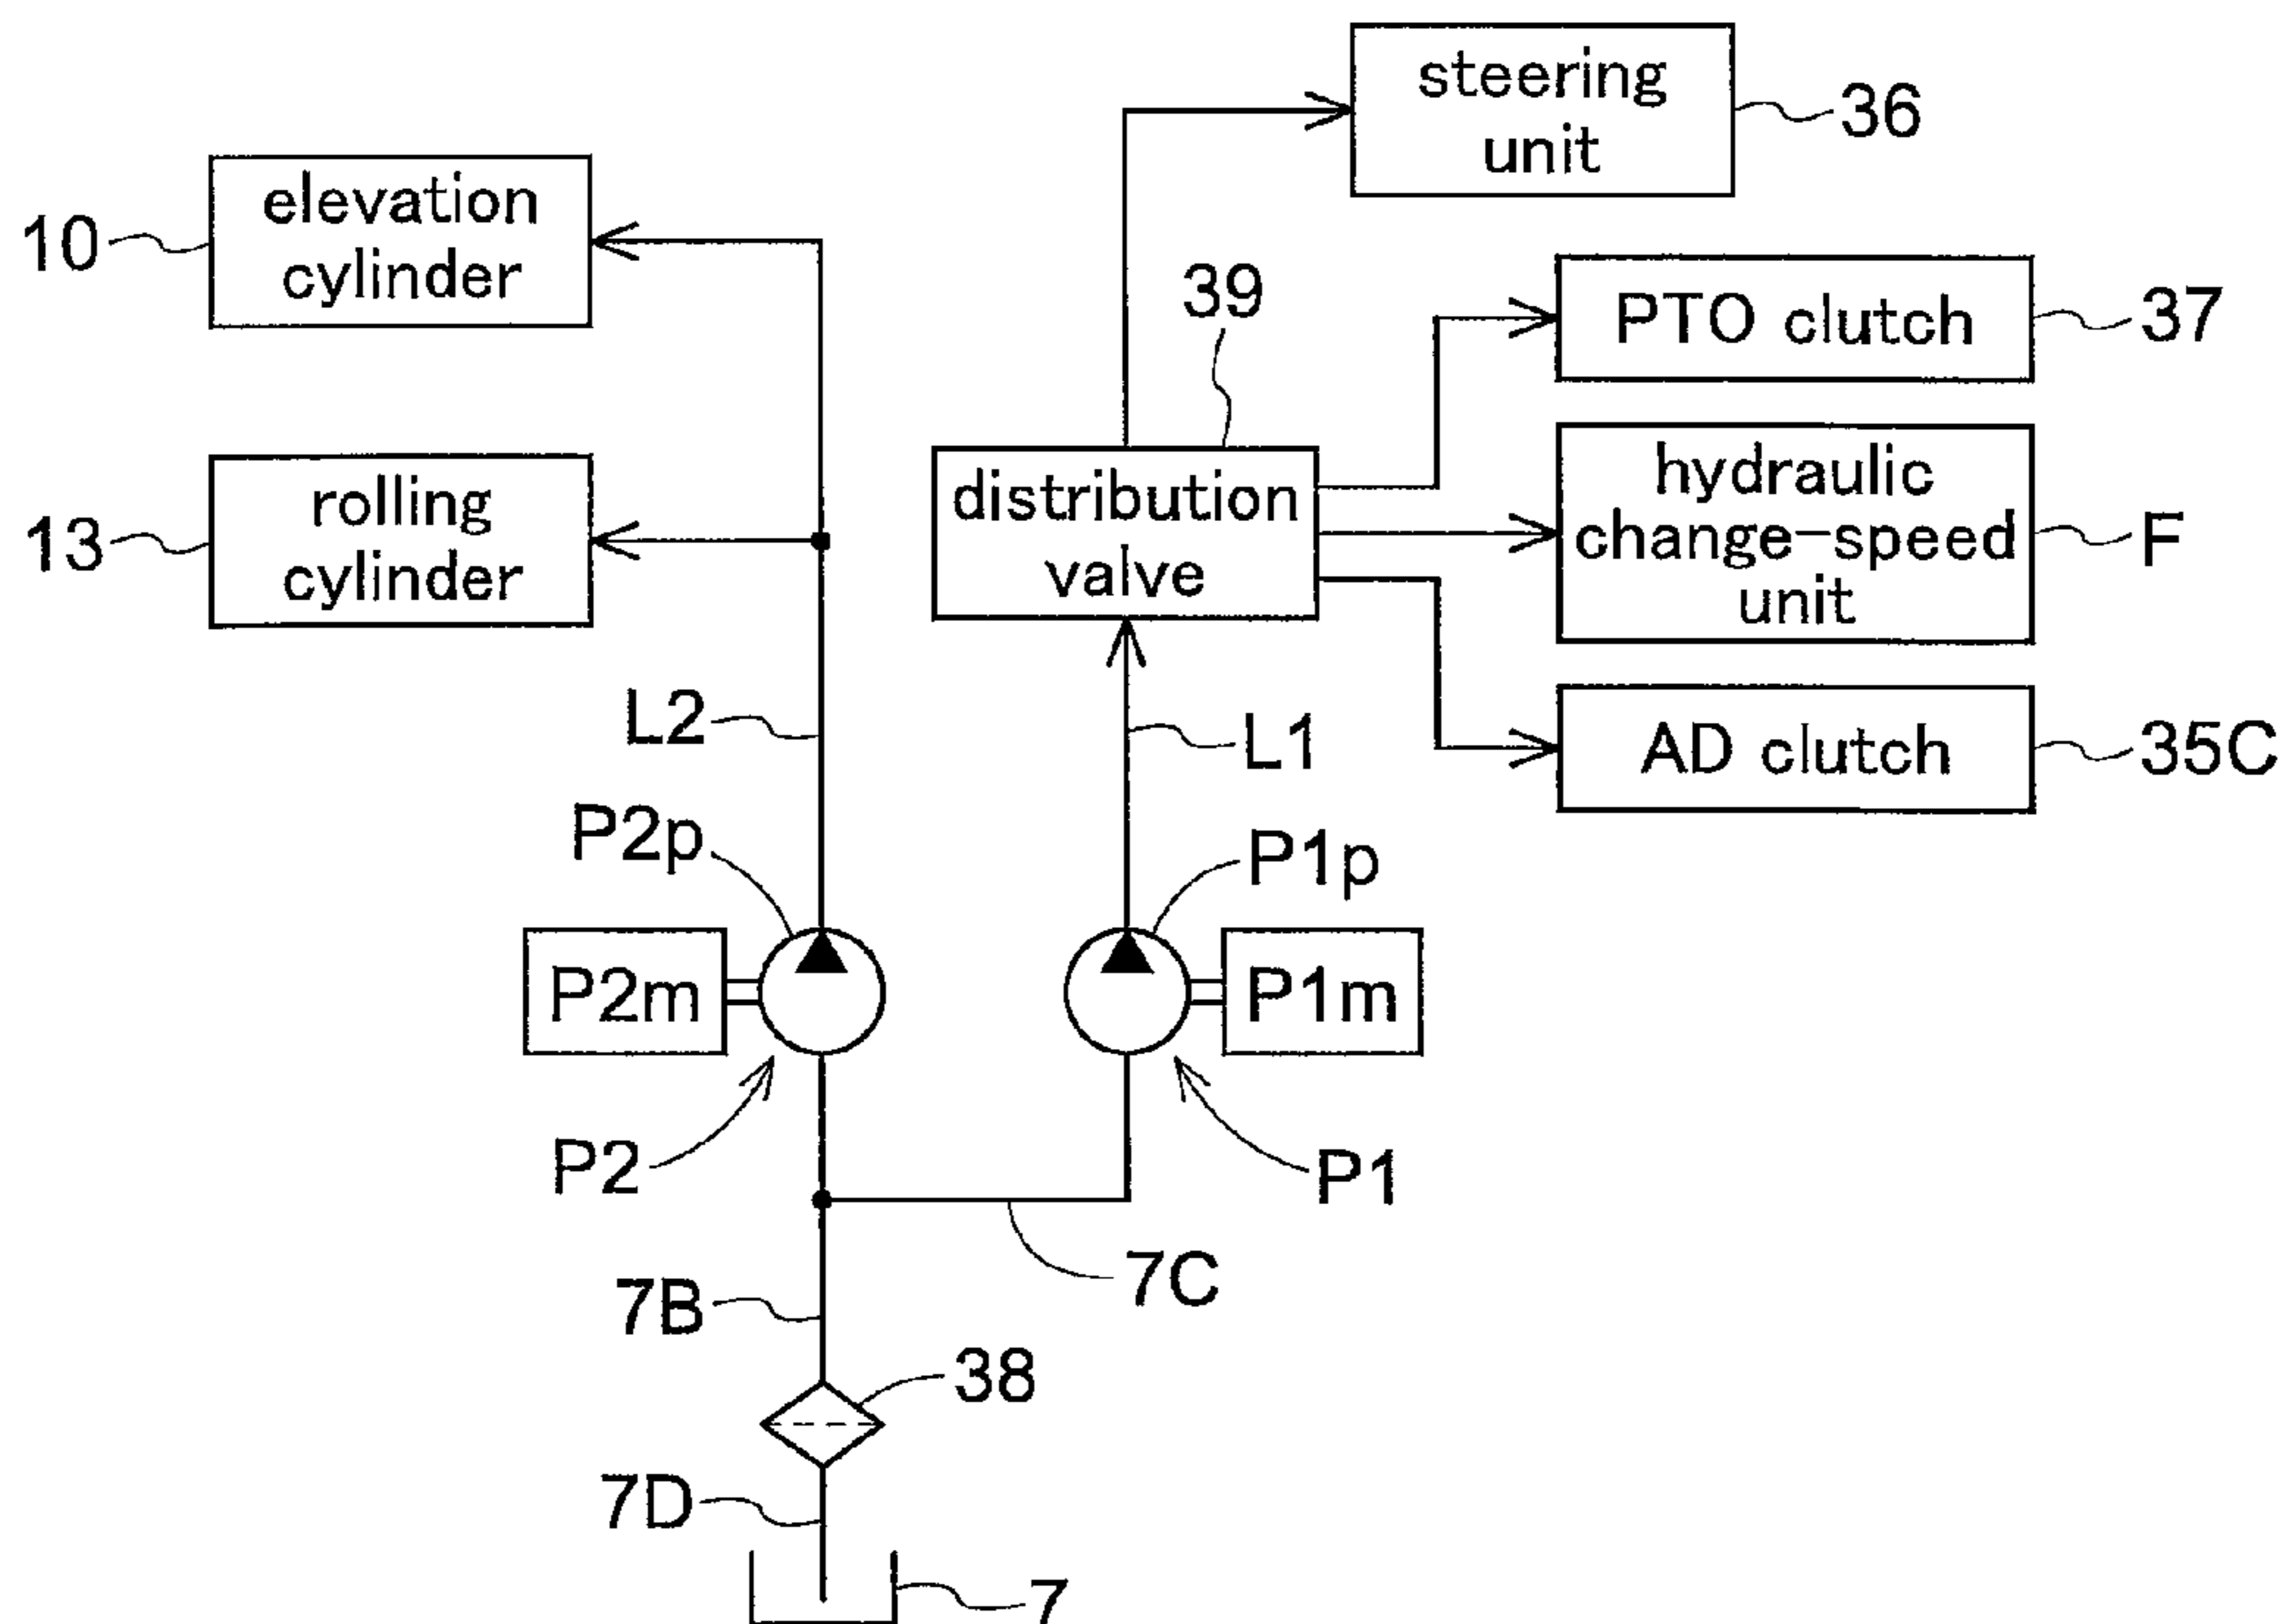 steering
unit
36
elevation
cylinder
10
39
PTO clutch
37
rolling
cylinder
13
distribution
valve
hydraulic
change-speed
unit
F
L2
L1
AD clutch
35C
P2p
P1p
P2m
P1m
P2
P1
7C
7B
38
7D
7